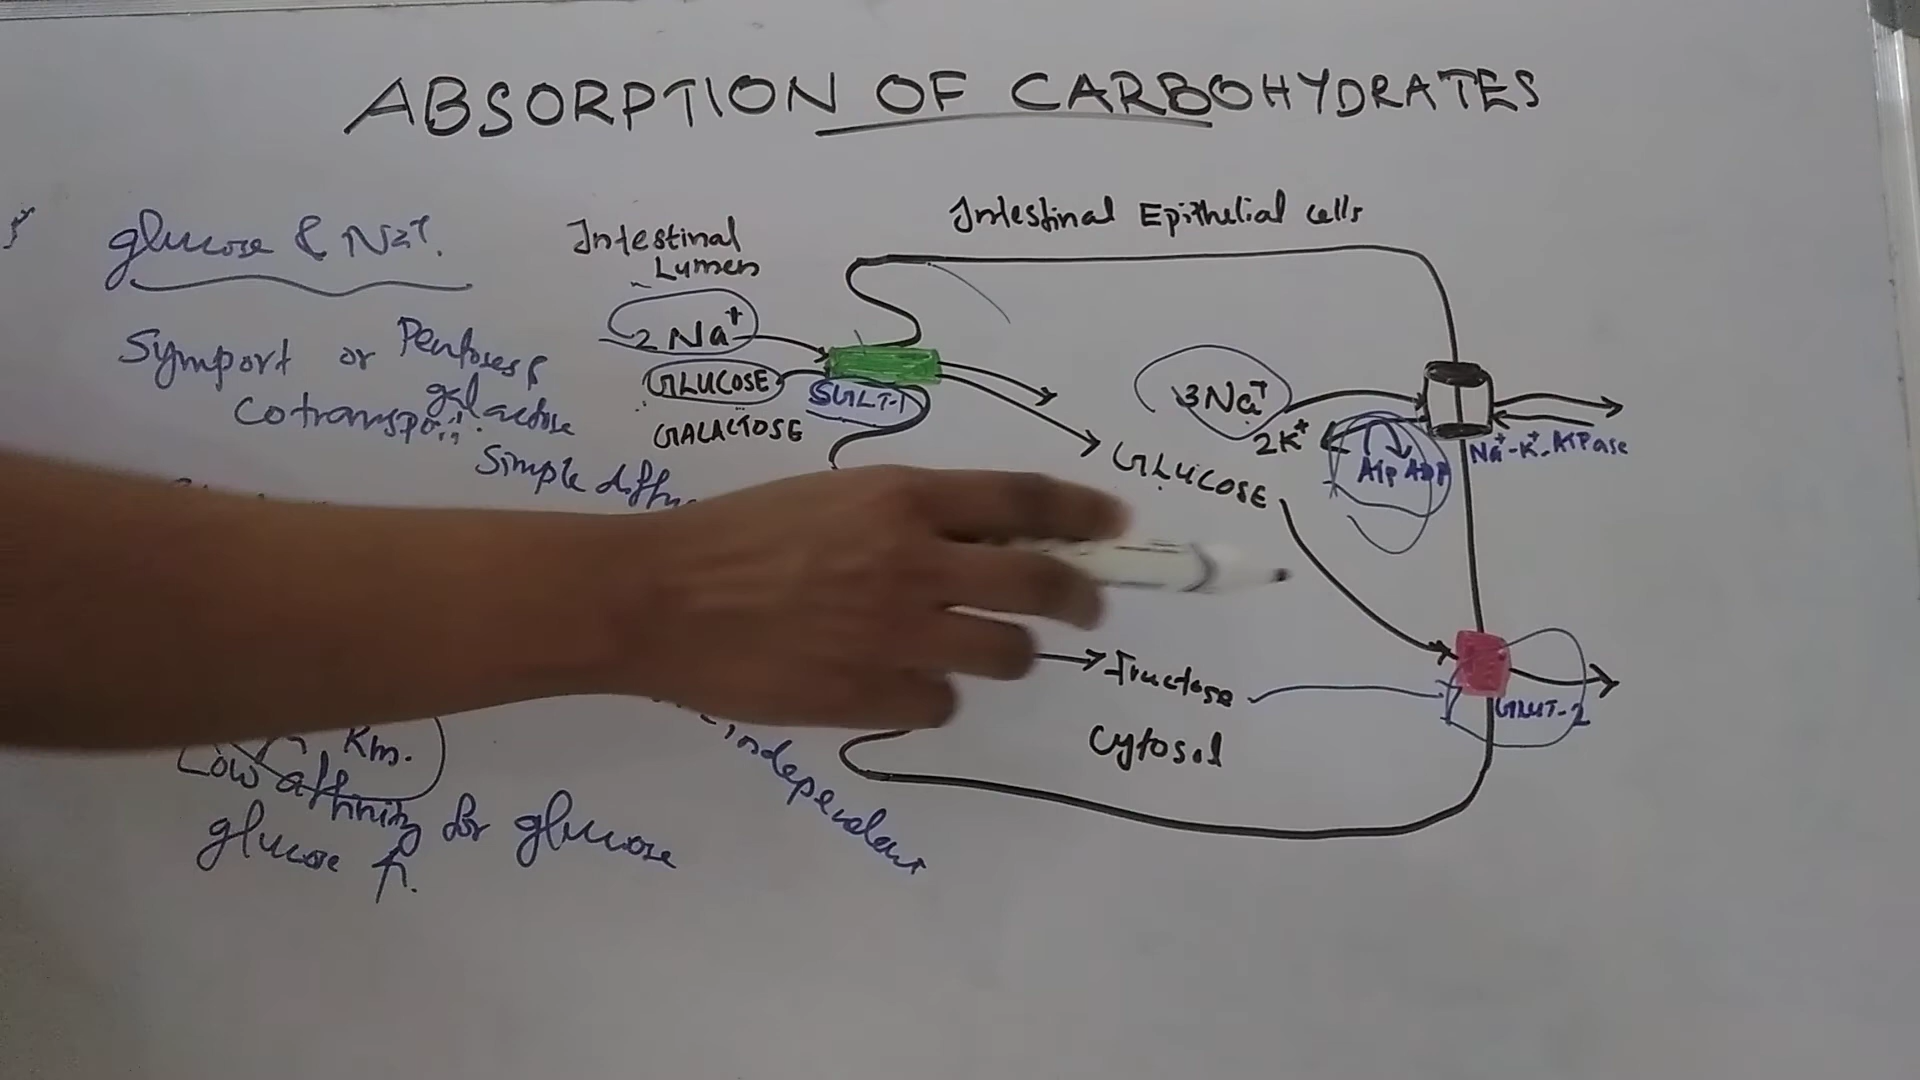 ABSORPTION OF CARBOHYDRATES
glucose & Na+.
Symport or
Cotransport
Pentoses &
galactose
Simple
Km.
Low affinity for glucose
glucose ↑.
independent
Intestinal
Lumen
2 Na+
GLUCOSE
GALACTOSE
SGLT-1
Intestinal Epithelial cells
3Na+
2K+
ATP ADP
Na+-K+-ATPase
GLUCOSE
Fructose
Cytosol
GLUT-2